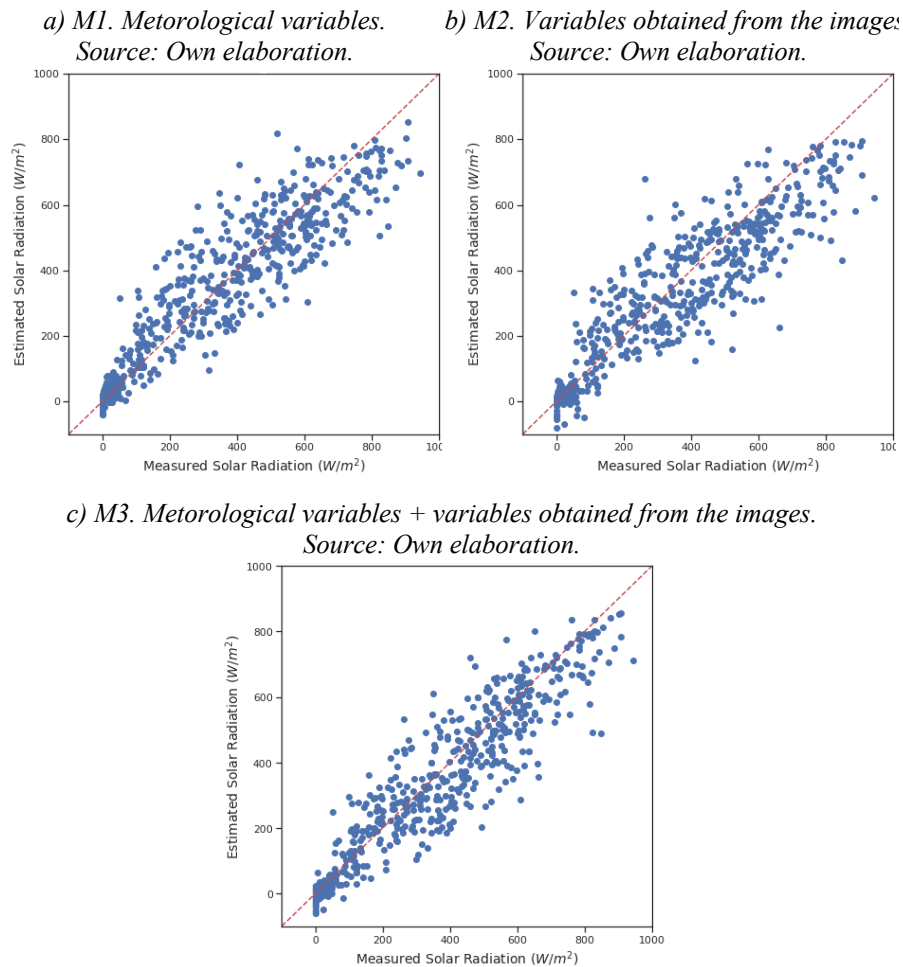 a) M1. Metorological variables.
Source: Own elaboration.
b) M2. Variables obtained from the images
Source: Own elaboration.
1000
800
600
400
200
0
Estimated Solar Radiation (W/m²)
0 200 400 600 800 100
Measured Solar Radiation (W/m²)
1000
800
600
400
200
0
Estimated Solar Radiation (W/m²)
0 200 400 600 800 100
Measured Solar Radiation (W/m²)
c) M3. Metorological variables + variables obtained from the images.
Source: Own elaboration.
1000
800
600
400
200
0
Estimated Solar Radiation (W/m²)
0 200 400 600 800 1000
Measured Solar Radiation (W/m²)